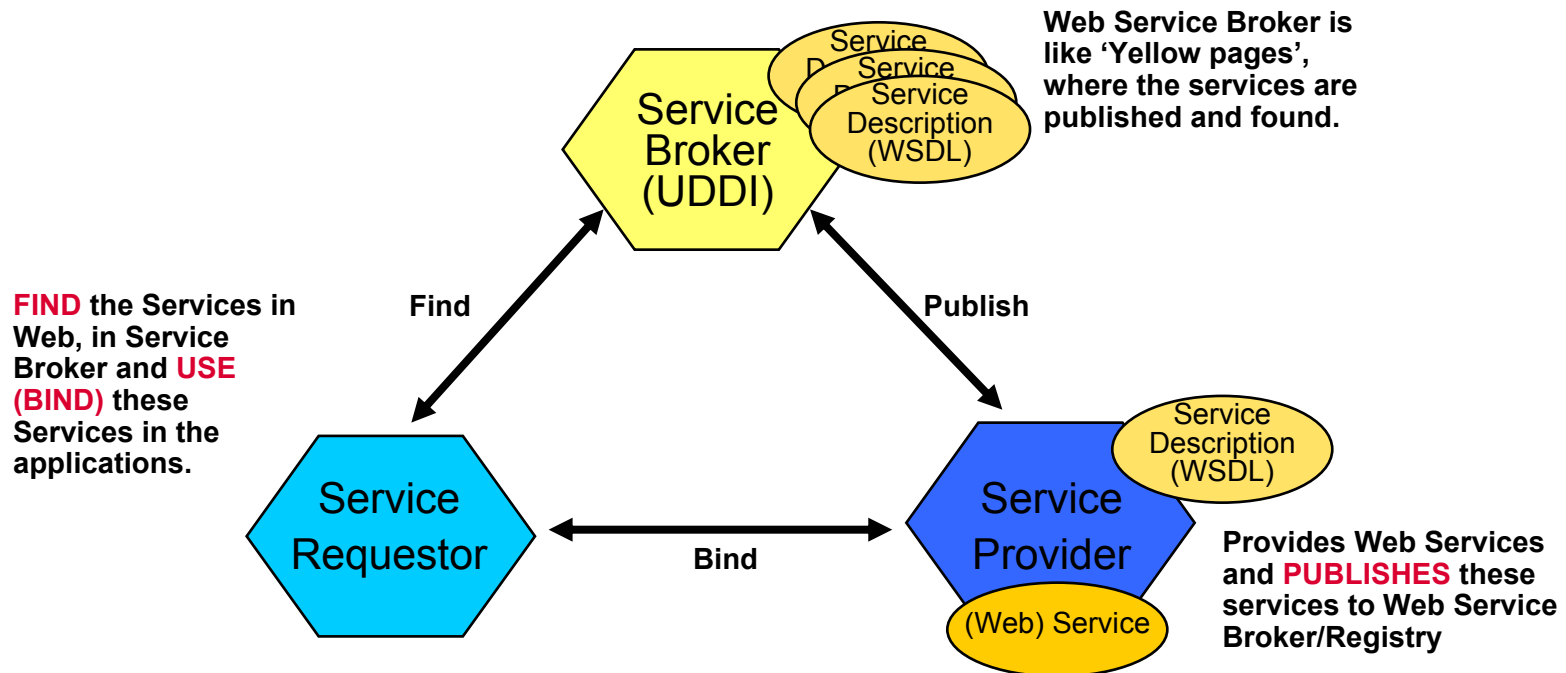 Web Service Broker is
like ‘Yellow pages’,
where the services are
published and found.
Service
Broker
(UDDI)
Service
D
Service
Service
Description
(WSDL)
FIND the Services in
Web, in Service
Broker and USE
(BIND) these
Services in the
applications.
Find
Publish
Service
Requestor
Bind
Service
Provider
Service
Description
(WSDL)
(Web) Service
Provides Web Services
and PUBLISHES these
services to Web Service
Broker/Registry